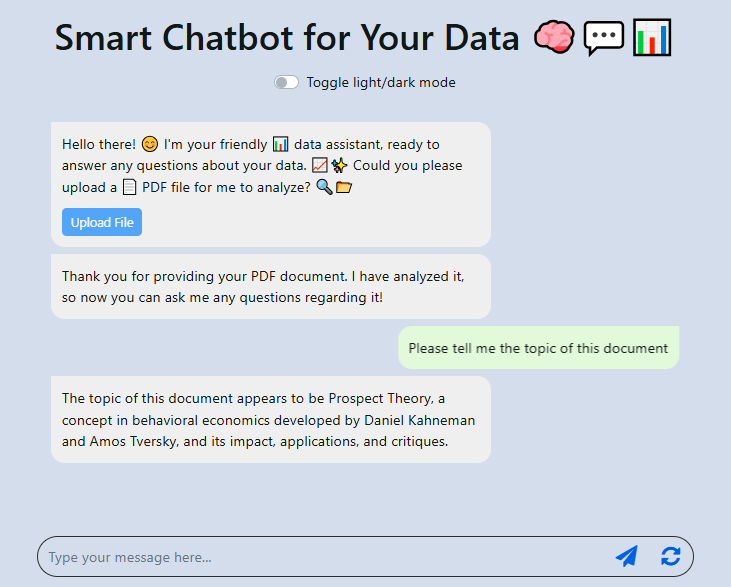 Smart Chatbot for Your Data 🧠 💬 📊
Toggle light/dark mode
Hello there! 😊 I'm your friendly 📊 data assistant, ready to
answer any questions about your data. 📈✨ Could you please
upload a 📄 PDF file for me to analyze? 🔍📂
Upload File
Thank you for providing your PDF document. I have analyzed it,
so now you can ask me any questions regarding it!
Please tell me the topic of this document
The topic of this document appears to be Prospect Theory, a
concept in behavioral economics developed by Daniel Kahneman
and Amos Tversky, and its impact, applications, and critiques.
Type your message here...